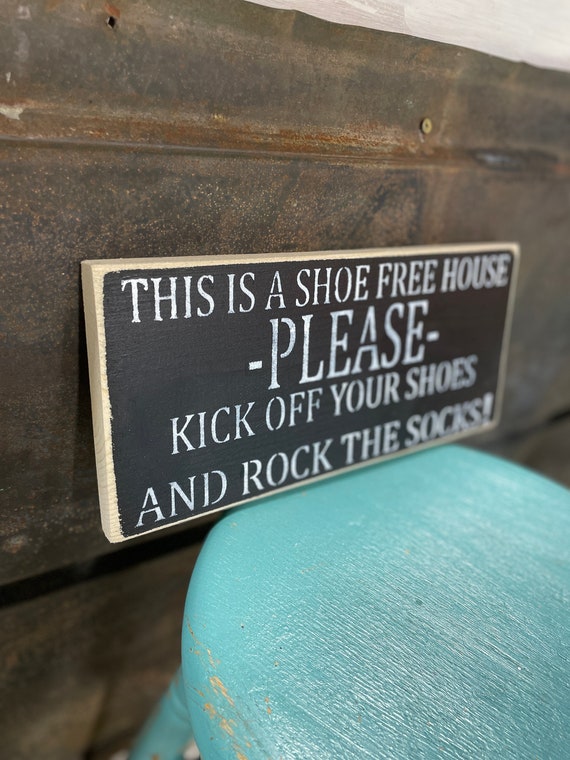 THIS IS A SHOE FREE HOUSE
-PLEASE-
KICK OFF YOUR SHOES
AND ROCK THE SOCKS!